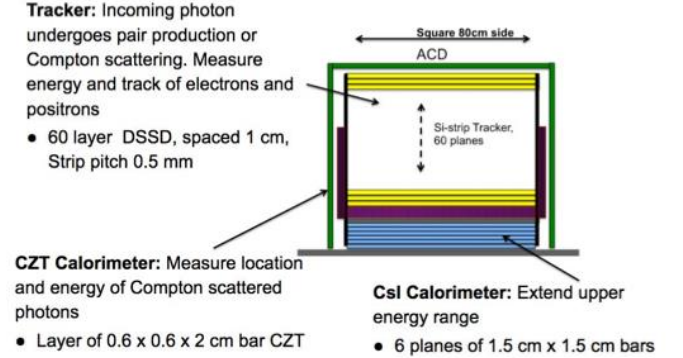 Tracker: Incoming photon
undergoes pair production or
Compton scattering. Measure
energy and track of electrons and
positrons
• 60 layer DSSD, spaced 1 cm,
Strip pitch 0.5 mm
Square 80cm side
ACD
Si-strip Tracker,
60 planes
CZT Calorimeter: Measure location
and energy of Compton scattered
photons
• Layer of 0.6 x 0.6 x 2 cm bar CZT
CsI Calorimeter: Extend upper
energy range
• 6 planes of 1.5 cm x 1.5 cm bars